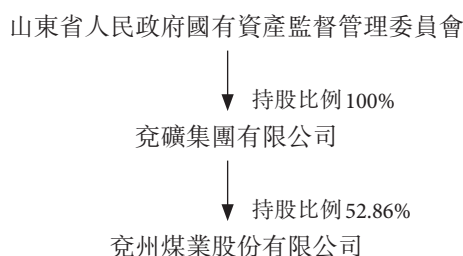 山東省人民政府國有資產監督管理委員會
持股比例100%
兗礦集團有限公司
持股比例52.86%
兗州煤業股份有限公司